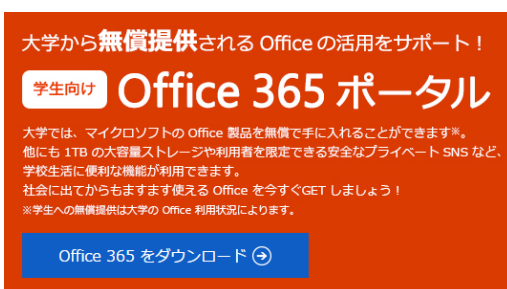 大学から無償提供される Office の活用をサポート！
学生向け Office 365 ポータル
大学では、マイクロソフトの Office 製品を無償で手に入れることができます※。
他にも 1TB の大容量ストレージや利用者を限定できる安全なプライベート SNS など、
学校生活に便利な機能が利用できます。
社会に出てからもますます使える Office を今すぐGET しましょう！
※学生への無償提供は大学の Office 利用状況によります。
Office 365 をダウンロード